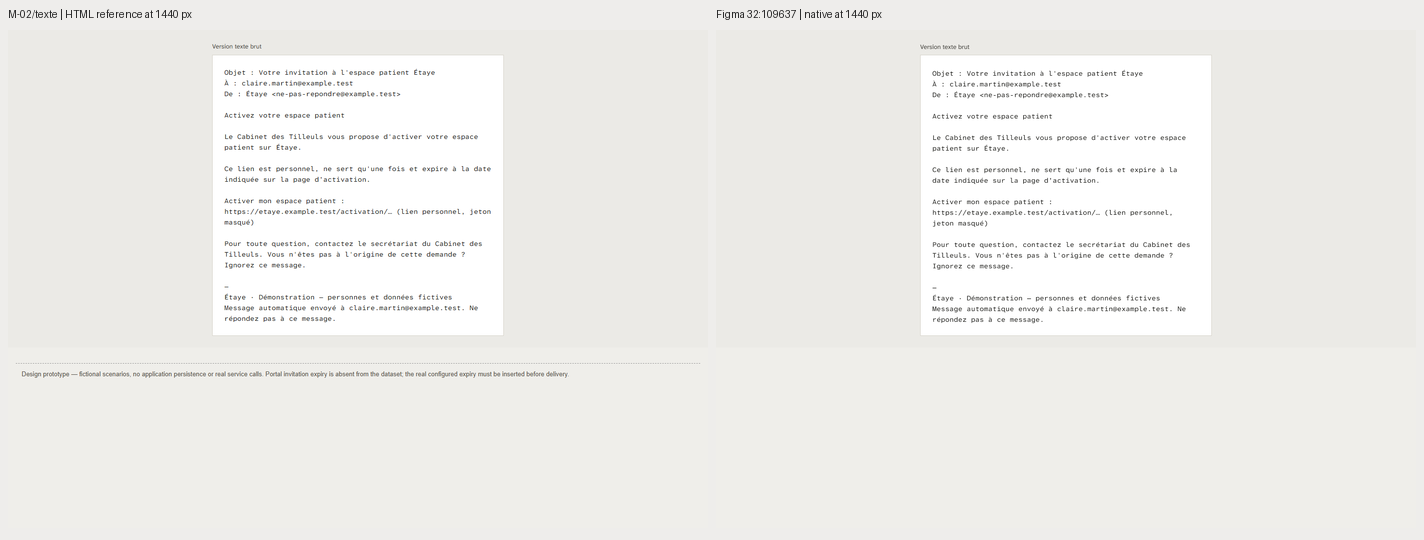 M-02/texte | HTML reference at 1440 px
Version texte brut
Objet : Votre invitation à l'espace patient Étaye
À : claire.martin@example.test
De : Étaye <ne-pas-repondre@example.test>
Activez votre espace patient
Le Cabinet des Tilleuls vous propose d'activer votre espace
patient sur Étaye.
Ce lien est personnel, ne sert qu'une fois et expire à la date
indiquée sur la page d'activation.
Activer mon espace patient :
https://etaye.example.test/activation/… (lien personnel, jeton
masqué)
Pour toute question, contactez le secrétariat du Cabinet des
Tilleuls. Vous n'êtes pas à l'origine de cette demande ?
Ignorez ce message.
—
Étaye · Démonstration — personnes et données fictives
Message automatique envoyé à claire.martin@example.test. Ne
répondez pas à ce message.
Design prototype — fictional scenarios, no application persistence or real service calls. Portal invitation expiry is absent from the dataset; the real configured expiry must be inserted before delivery.
Figma 32:109637 | native at 1440 px
Version texte brut
Objet : Votre invitation à l'espace patient Étaye
À : claire.martin@example.test
De : Étaye <ne-pas-repondre@example.test>
Activez votre espace patient
Le Cabinet des Tilleuls vous propose d'activer votre espace
patient sur Étaye.
Ce lien est personnel, ne sert qu'une fois et expire à la
date indiquée sur la page d'activation.
Activer mon espace patient :
https://etaye.example.test/activation/… (lien personnel,
jeton masqué)
Pour toute question, contactez le secrétariat du Cabinet des
Tilleuls. Vous n'êtes pas à l'origine de cette demande ?
Ignorez ce message.
—
Étaye · Démonstration — personnes et données fictives
Message automatique envoyé à claire.martin@example.test. Ne
répondez pas à ce message.